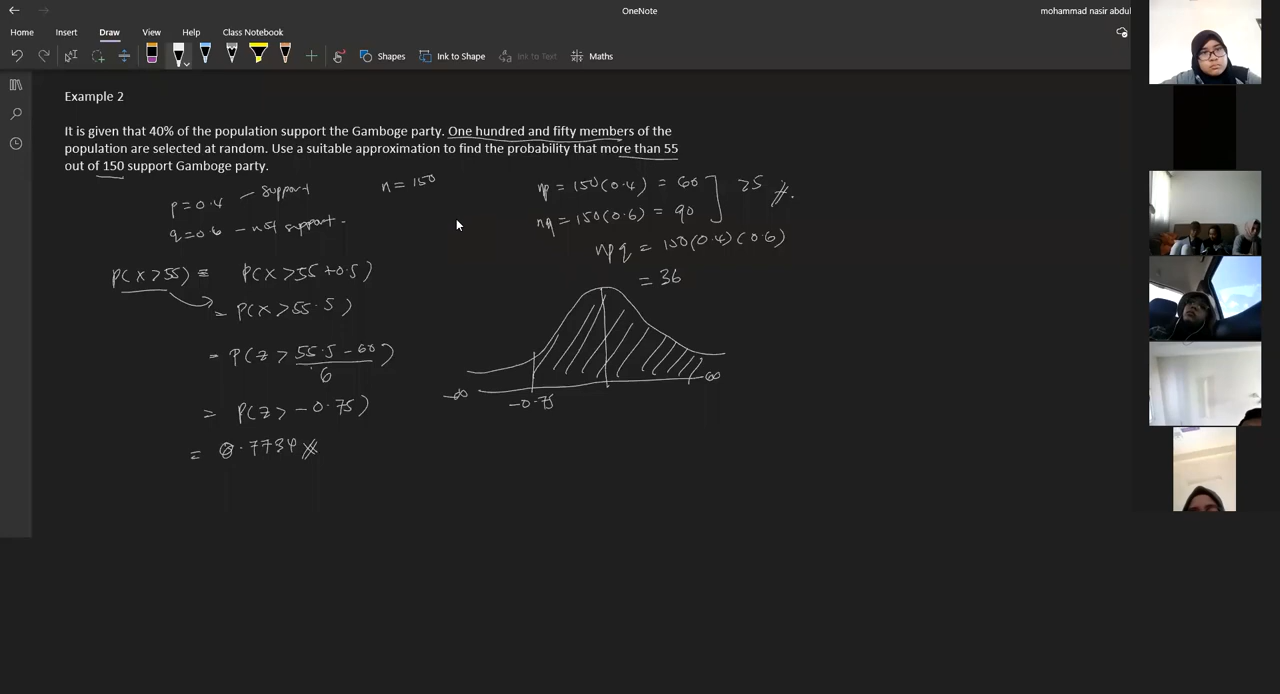 OneNote
mohammad nasir abdul
Home Insert Draw View Help Class Notebook
Shapes Ink to Shape Ink to Text Maths
Example 2
It is given that 40% of the population support the Gamboge party. One hundred and fifty members of the
population are selected at random. Use a suitable approximation to find the probability that more than 55
out of 150 support Gamboge party.
p = 0.4 – support
q = 0.6 – not support.
n = 150
np = 150(0.4) = 60
nq = 150(0.6) = 90
>5
npq = 150(0.4)(0.6)
= 36
P(X > 55) ≡ P(X > 55 + 0.5)
= P(X > 55.5)
= P(Z > 55.5 – 60 / 6)
= P(Z > –0.75)
= 0.7734
–∞ –0.75 ∞